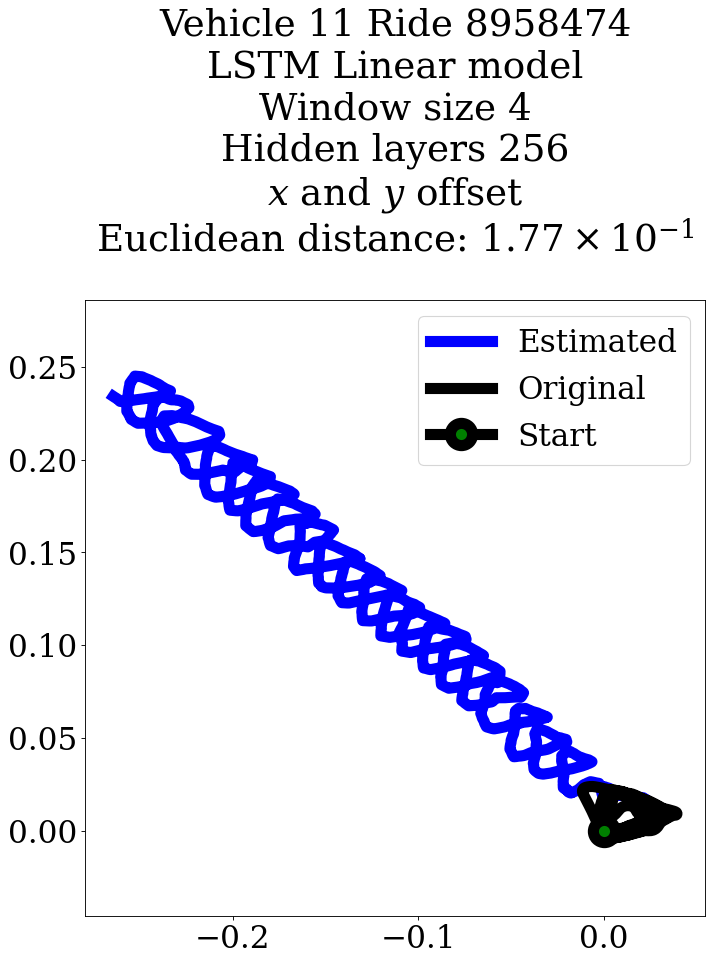 Vehicle 11 Ride 8958474
LSTM Linear model
Window size 4
Hidden layers 256
x and y offset
Euclidean distance: 1.77 × 10⁻¹
Estimated
Original
Start
0.25
0.20
0.15
0.10
0.05
0.00
−0.2
−0.1
0.0